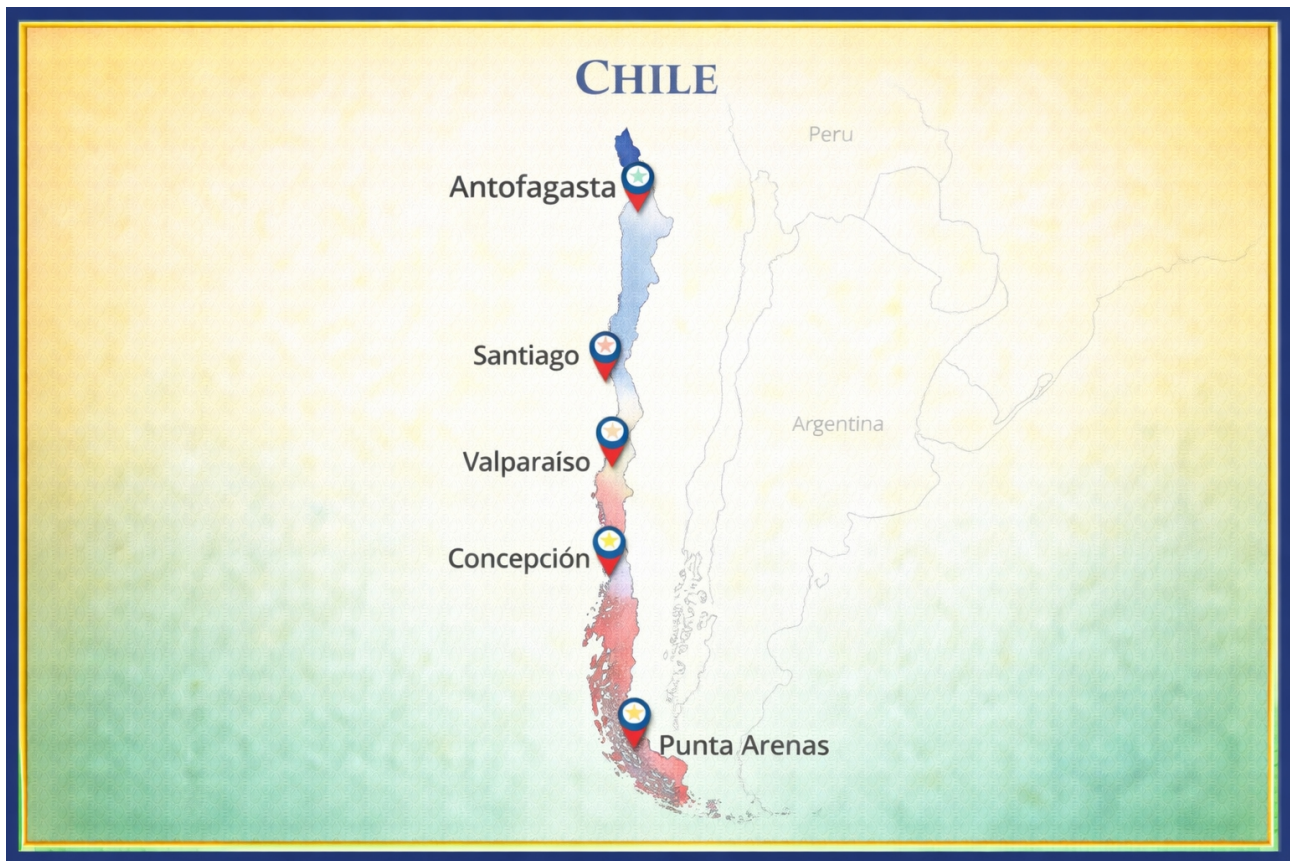 CHILE
Peru
Antofagasta
Santiago
Argentina
Valparaíso
Concepción
Punta Arenas